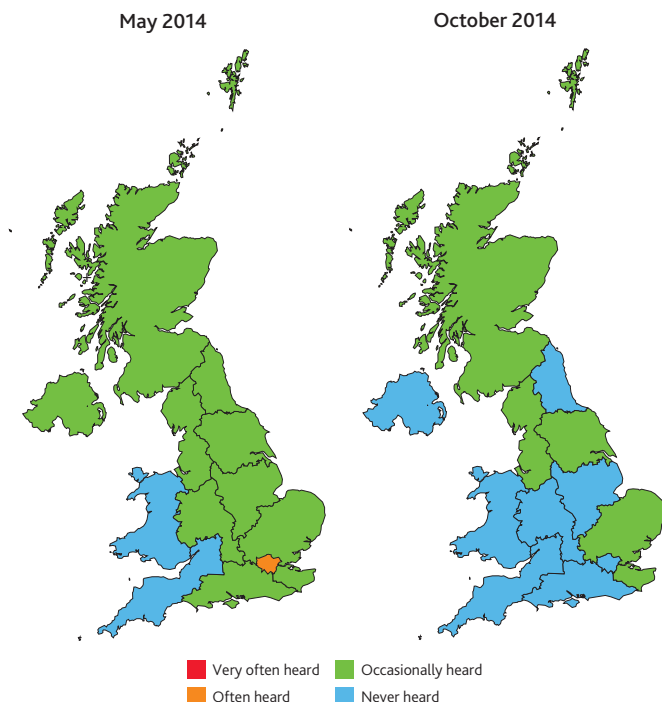 May 2014
October 2014
Very often heard
Occasionally heard
Often heard
Never heard